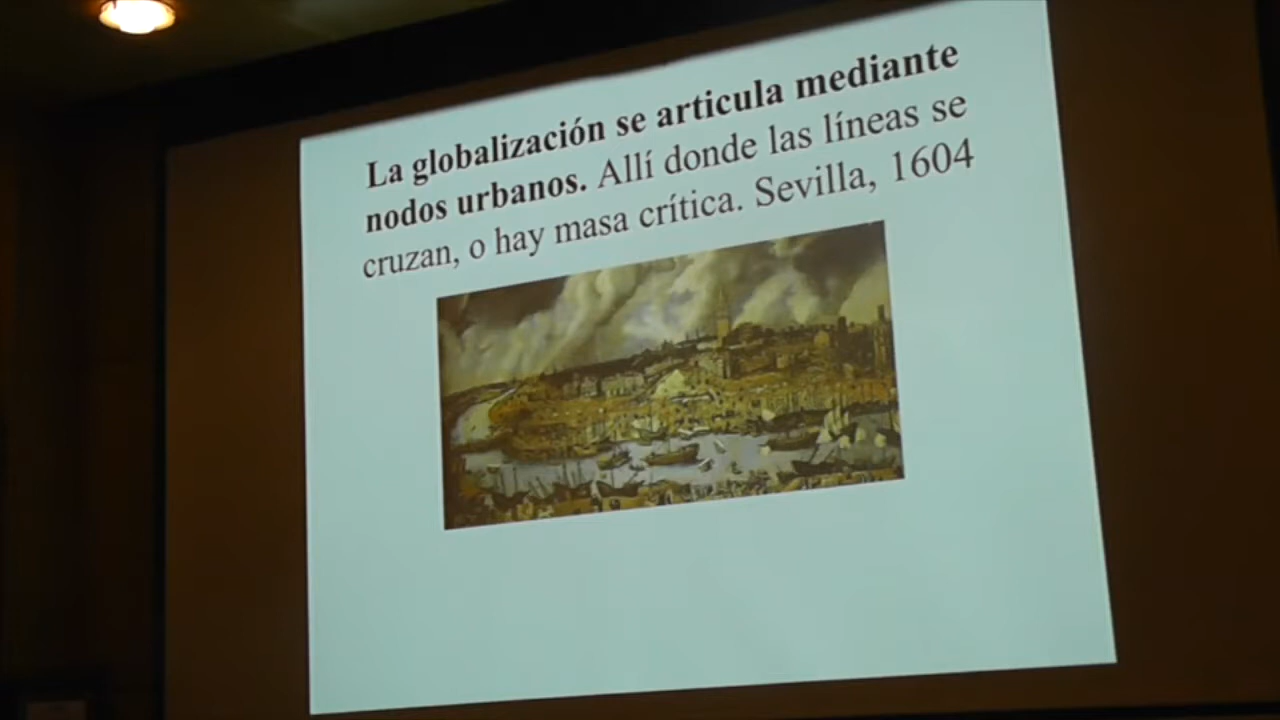 La globalización se articula mediante
nodos urbanos. Allí donde las líneas se
cruzan, o hay masa crítica. Sevilla, 1604